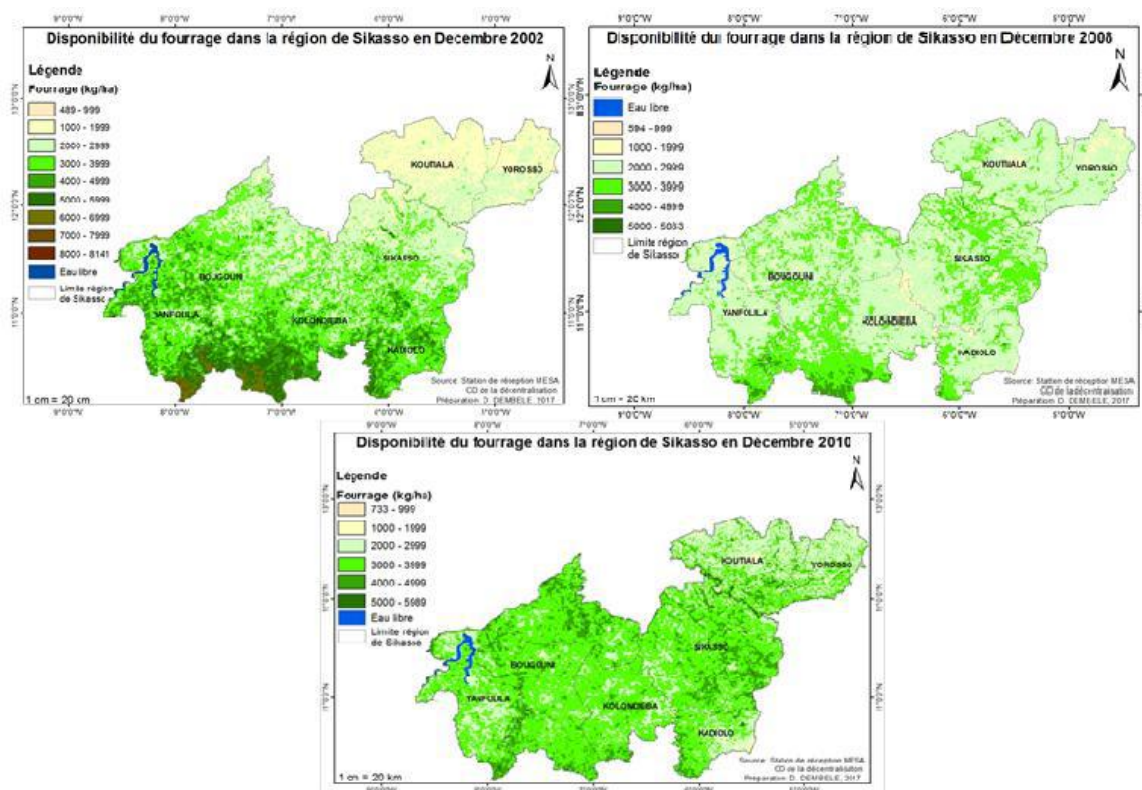 Disponibilité du fourrage dans la région de Sikasso en Decembre 2002
N
Légende
Fourrage (kg/ha)
489 - 999
1000 - 1999
2000 - 2999
3000 - 3999
4000 - 4999
5000 - 5999
6000 - 6999
7000 - 7999
8000 - 8141
Eau libre
Limite région
de Sikasso
KOUTIALA
YOROSSO
SIKASSO
BOUGOUNI
YANFOLILA
KOLONDIEBA
KADIOLO
Source: Station de réception MESA
CD de la décentralisation
Préparation: D. DEMBELE,
1 cm = 20 km
Disponibilité du fourrage dans la région de Sikasso en Décembre 2008
N
Légende
Fourrage (kg/ha)
Eau libre
594 - 999
1000 - 1999
2000 - 2999
3000 - 3999
4000 - 4999
Limite région
de Sikasso
KOUTIALA
YOROSSO
SIKASSO
BOUGOUNI
YANFOLILA
KOLONDIEBA
KADIOLO
Source: Station de réception MESA
CD de la décentralisation
Préparation: D. DEMBELE, 2017
1 cm = 20 km
Disponibilité du fourrage dans la région de Sikasso en Décembre 2010
N
Légende
Fourrage (kg/ha)
733 - 999
1000 - 1999
2000 - 2999
3000 - 3999
4000 - 4999
5000 - 5989
Eau libre
Limite région
de Sikasso
KOUTIALA
YOROSSO
SIKASSO
BOUGOUNI
YANFOLILA
KOLONDIEBA
KADIOLO
Source: Station de réception MESA
CD de la décentralisation
Préparation: D. DEMBELE, 2017
1 cm = 20 km